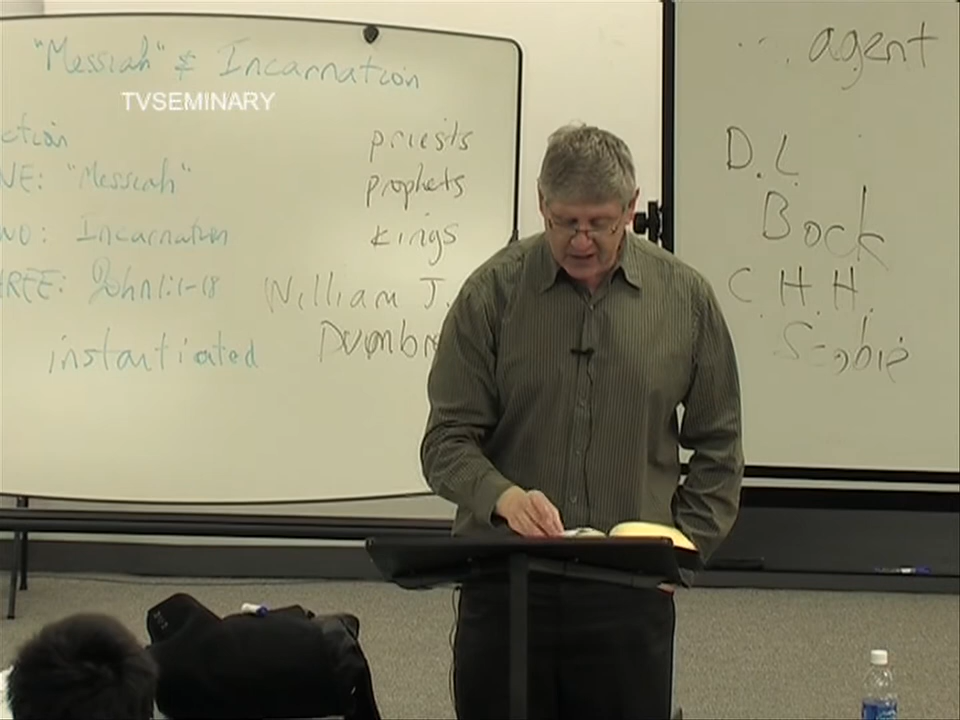 "Messiah" & Incarnation
TVSEMINARY
ction
NE: "Messiah"
WO: Incarnation
HREE: John 1:1-18
instantiated
priests
prophets
kings
William J.
Dumbr
agent
D.L.
Bock
C.H.H.
Scobie